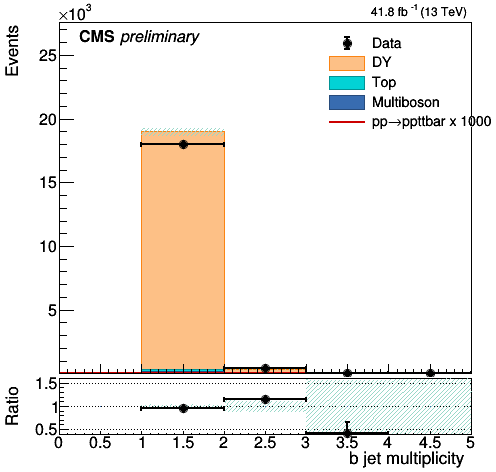 ×10³
41.8 fb⁻¹ (13 TeV)
CMS preliminary
Events
25
20
15
10
5
Data
DY
Top
Multiboson
pp→ppttbar x 1000
Ratio
1.5
1
0.5
0 0.5 1 1.5 2 2.5 3 3.5 4 4.5 5
b jet multiplicity